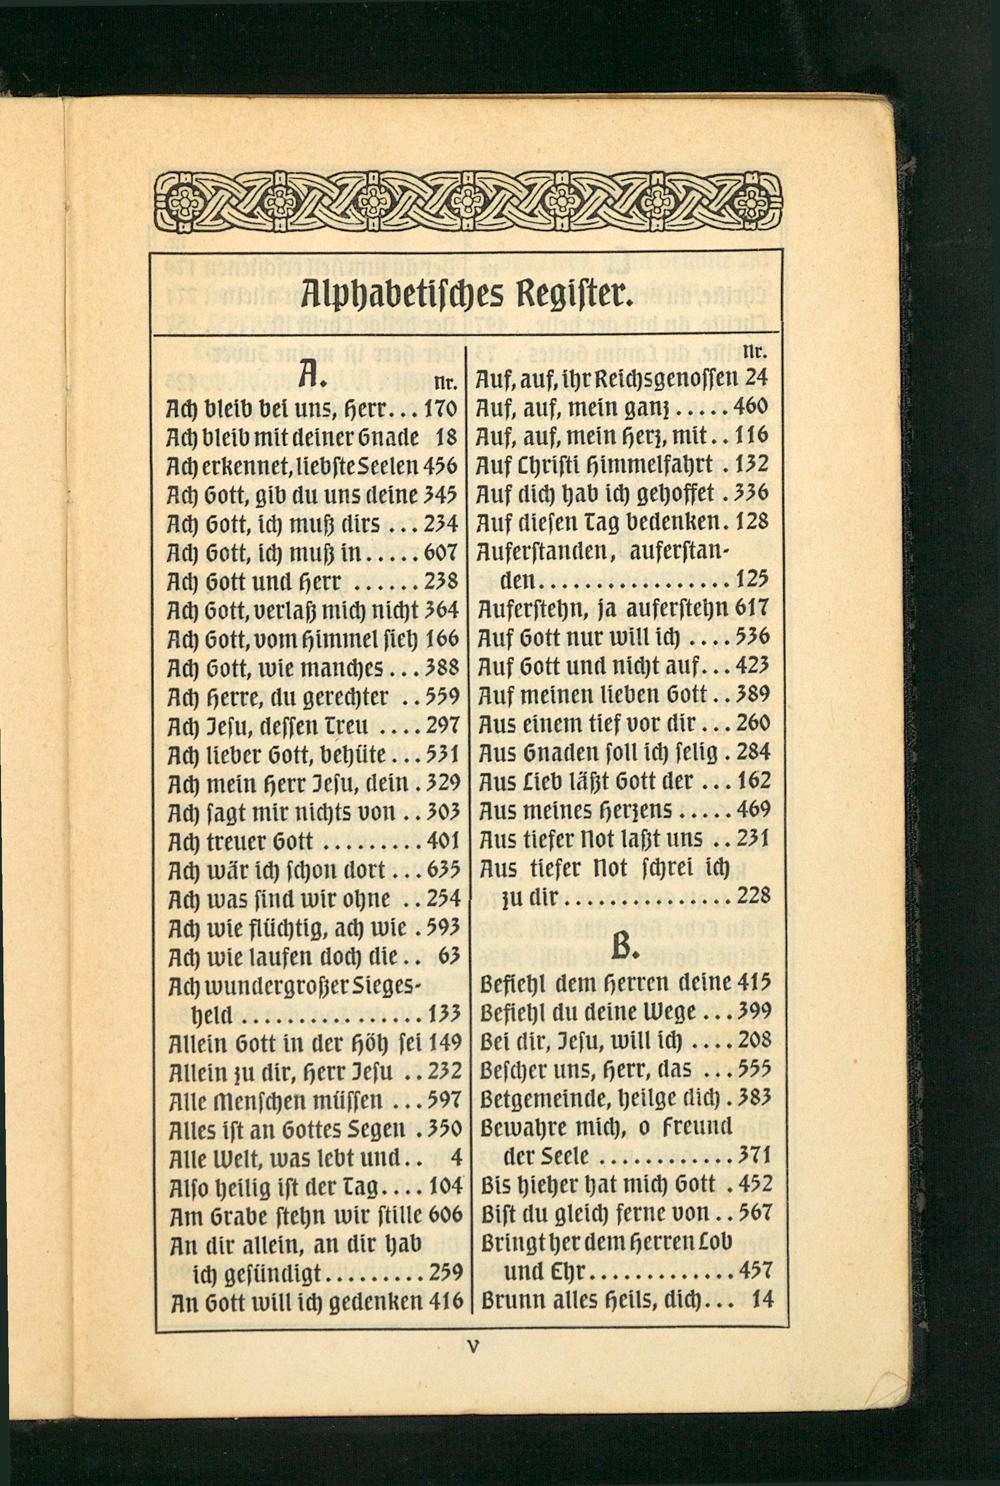 Alphabetisches Register.
A.
Nr.
Ach bleib bei uns, Herr... 170
Ach bleib mit deiner Gnade 18
Ach erkennet, liebste Seelen 456
Ach Gott, gib du uns deine 345
Ach Gott, ich muß dirs ... 234
Ach Gott, ich muß in..... 607
Ach Gott und Herr ...... 238
Ach Gott, verlaß mich nicht 364
Ach Gott, vom Himmel sieh 166
Ach Gott, wie manches ... 388
Ach Herre, du gerechter .. 559
Ach Jesu, dessen Treu .... 297
Ach lieber Gott, behüte ... 531
Ach mein Herr Jesu, dein . 329
Ach sagt mir nichts von .. 303
Ach treuer Gott ......... 401
Ach wär ich schon dort ... 635
Ach was sind wir ohne .. 254
Ach wie flüchtig, ach wie . 593
Ach wie laufen doch die .. 63
Ach wundergroßer Sieges-
held ................ 133
Allein Gott in der Höh sei 149
Allein zu dir, Herr Jesu .. 232
Alle Menschen müssen ... 597
Alles ist an Gottes Segen . 350
Alle Welt, was lebt und.. 4
Also heilig ist der Tag.... 104
Am Grabe stehn wir stille 606
An dir allein, an dir hab
ich gesündigt......... 259
An Gott will ich gedenken 416
Nr.
Auf, auf, ihr Reichsgenossen 24
Auf, auf, mein ganz ..... 460
Auf, auf, mein Herz, mit.. 116
Auf Christi Himmelfahrt . 132
Auf dich hab ich gehoffet . 336
Auf diesen Tag bedenken. 128
Auferstanden, auferstan-
den................. 125
Auferstehn, ja auferstehn 617
Auf Gott nur will ich .... 536
Auf Gott und nicht auf... 423
Auf meinen lieben Gott .. 389
Aus einem tief vor dir ... 260
Aus Gnaden soll ich selig . 284
Aus Lieb läßt Gott der ... 162
Aus meines Herzens ..... 469
Aus tiefer Not laßt uns .. 231
Aus tiefer Not schrei ich
zu dir ............... 228
B.
Befiehl dem Herren deine 415
Befiehl du deine Wege ... 399
Bei dir, Jesu, will ich .... 208
Bescher uns, Herr, das ... 555
Betgemeinde, heilge dich . 383
Bewahre mich, o Freund
der Seele ............ 371
Bis hieher hat mich Gott . 452
Bist du gleich ferne von .. 567
Bringt her dem Herren Lob
und Ehr............. 457
Brunn alles Heils, dich... 14
V